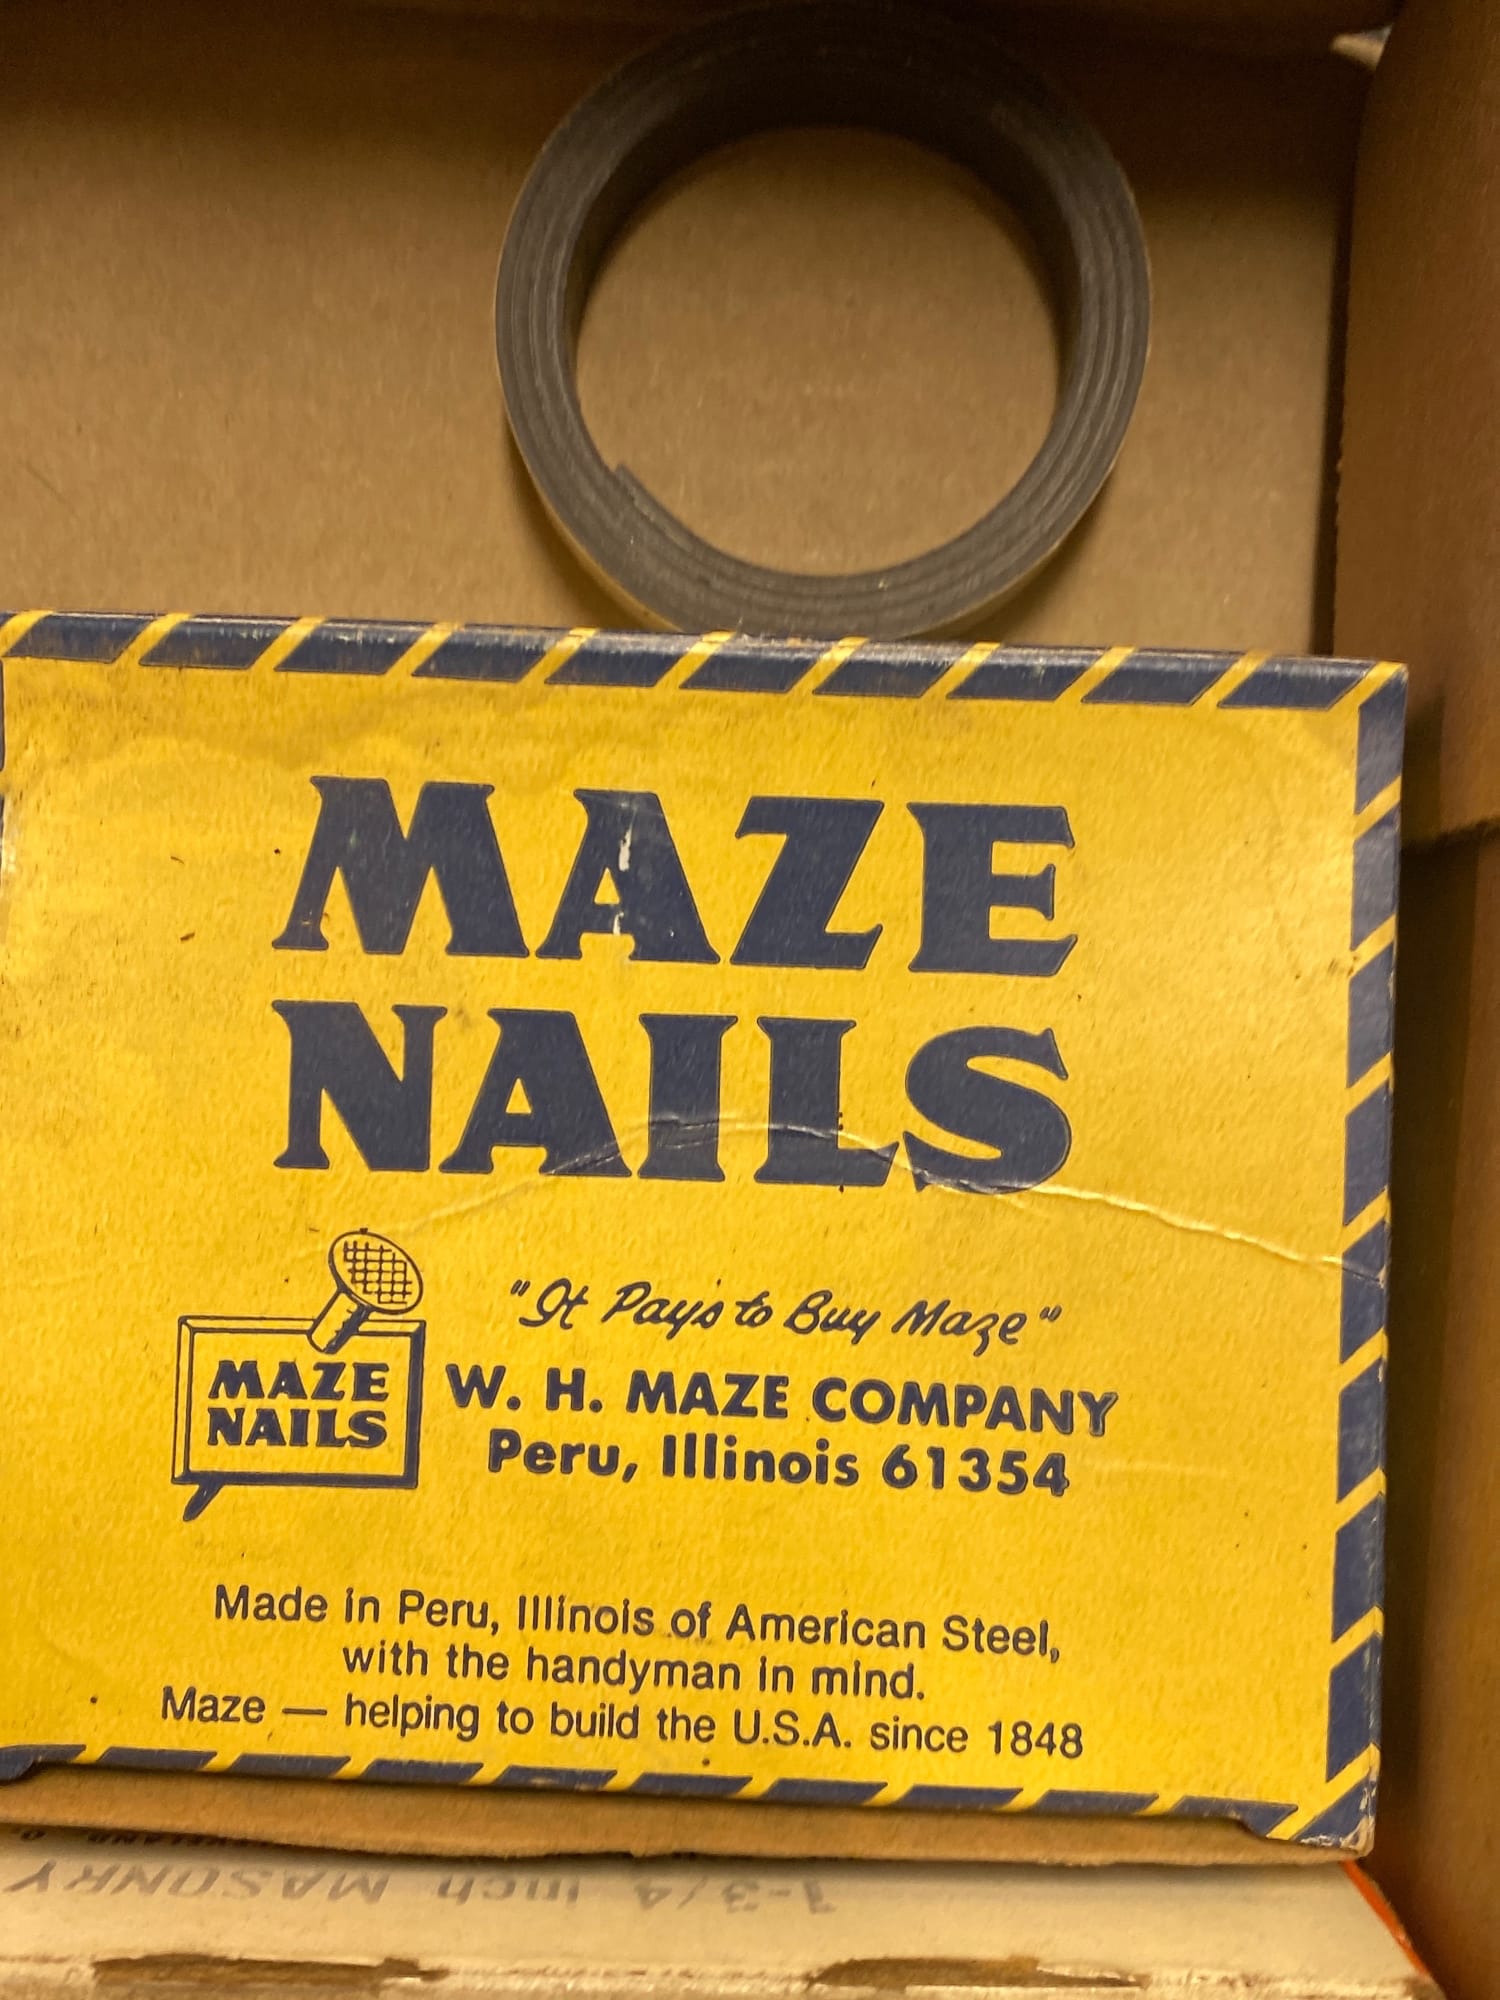 MAZE
NAILS
"It Pays to Buy Maze"
MAZE
NAILS
W. H. MAZE COMPANY
Peru, Illinois 61354
Made in Peru, Illinois of American Steel,
with the handyman in mind.
Maze — helping to build the U.S.A. since 1848
1-3/4 inch MASONRY